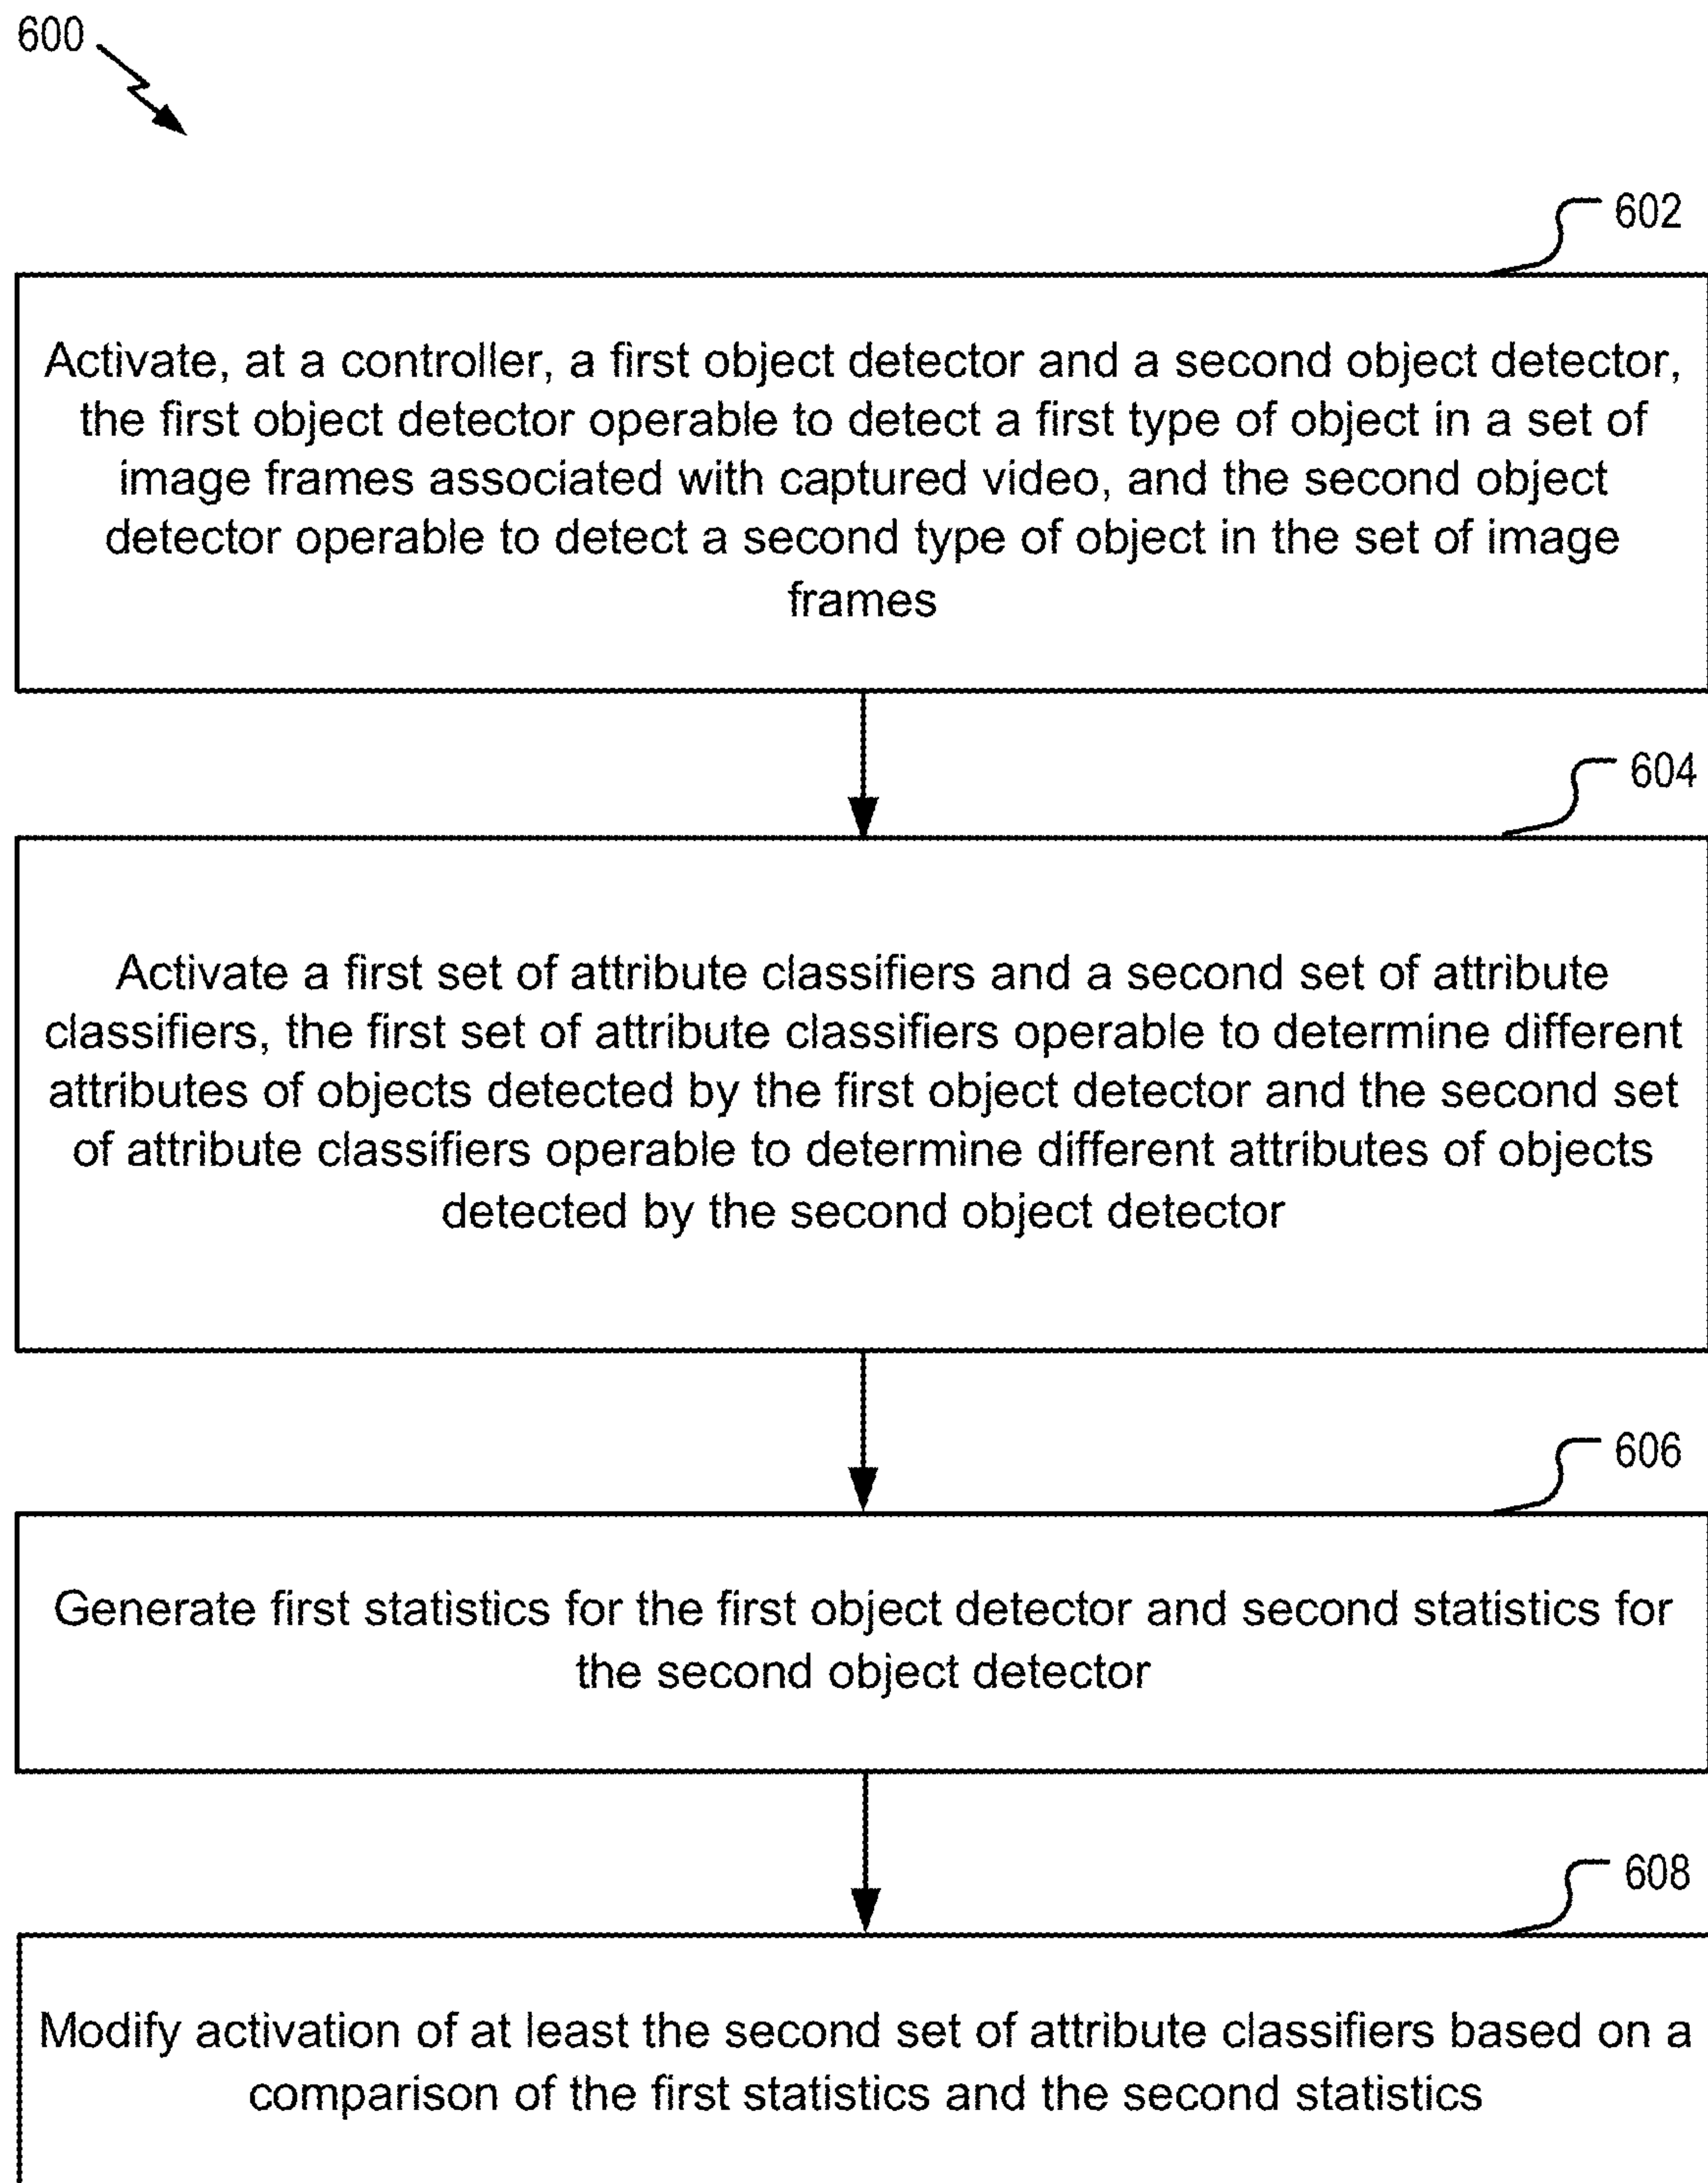 600
602
Activate, at a controller, a first object detector and a second object detector,
the first object detector operable to detect a first type of object in a set of
image frames associated with captured video, and the second object
detector operable to detect a second type of object in the set of image
frames
604
Activate a first set of attribute classifiers and a second set of attribute
classifiers, the first set of attribute classifiers operable to determine different
attributes of objects detected by the first object detector and the second set
of attribute classifiers operable to determine different attributes of objects
detected by the second object detector
606
Generate first statistics for the first object detector and second statistics for
the second object detector
608
Modify activation of at least the second set of attribute classifiers based on a
comparison of the first statistics and the second statistics